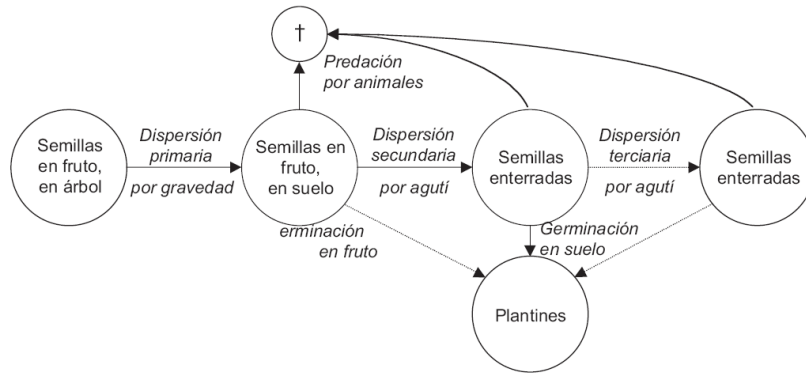 †
Predación
por animales
Semillas
en fruto,
en árbol
Dispersión
primaria
por gravedad
Semillas en
fruto,
en suelo
Dispersión
secundaria
por agutí
Semillas
enterradas
Dispersión
terciaria
por agutí
Semillas
enterradas
erminación
en fruto
Germinación
en suelo
Plantines